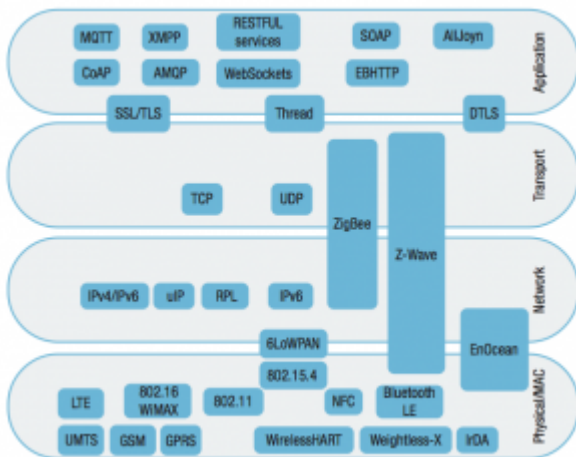 MQTT
XMPP
RESTFUL
services
SOAP
AllJoyn
CoAP
AMQP
WebSockets
EBHTTP
Application
SSL/TLS
Thread
DTLS
Transport
TCP
UDP
ZigBee
Z-Wave
Network
IPv4/IPv6
uIP
RPL
IPv6
EnOcean
6LoWPAN
Physical/MAC
802.15.4
LTE
802.16
WiMAX
802.11
NFC
Bluetooth
LE
UMTS
GSM
GPRS
WirelessHART
Weightless-X
IrDA